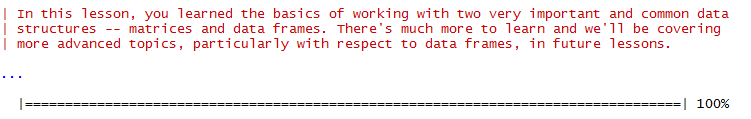 | In this lesson, you learned the basics of working with two very important and common data
| structures -- matrices and data frames. There's much more to learn and we'll be covering
| more advanced topics, particularly with respect to data frames, in future lessons.
...
|==================================================================================| 100%